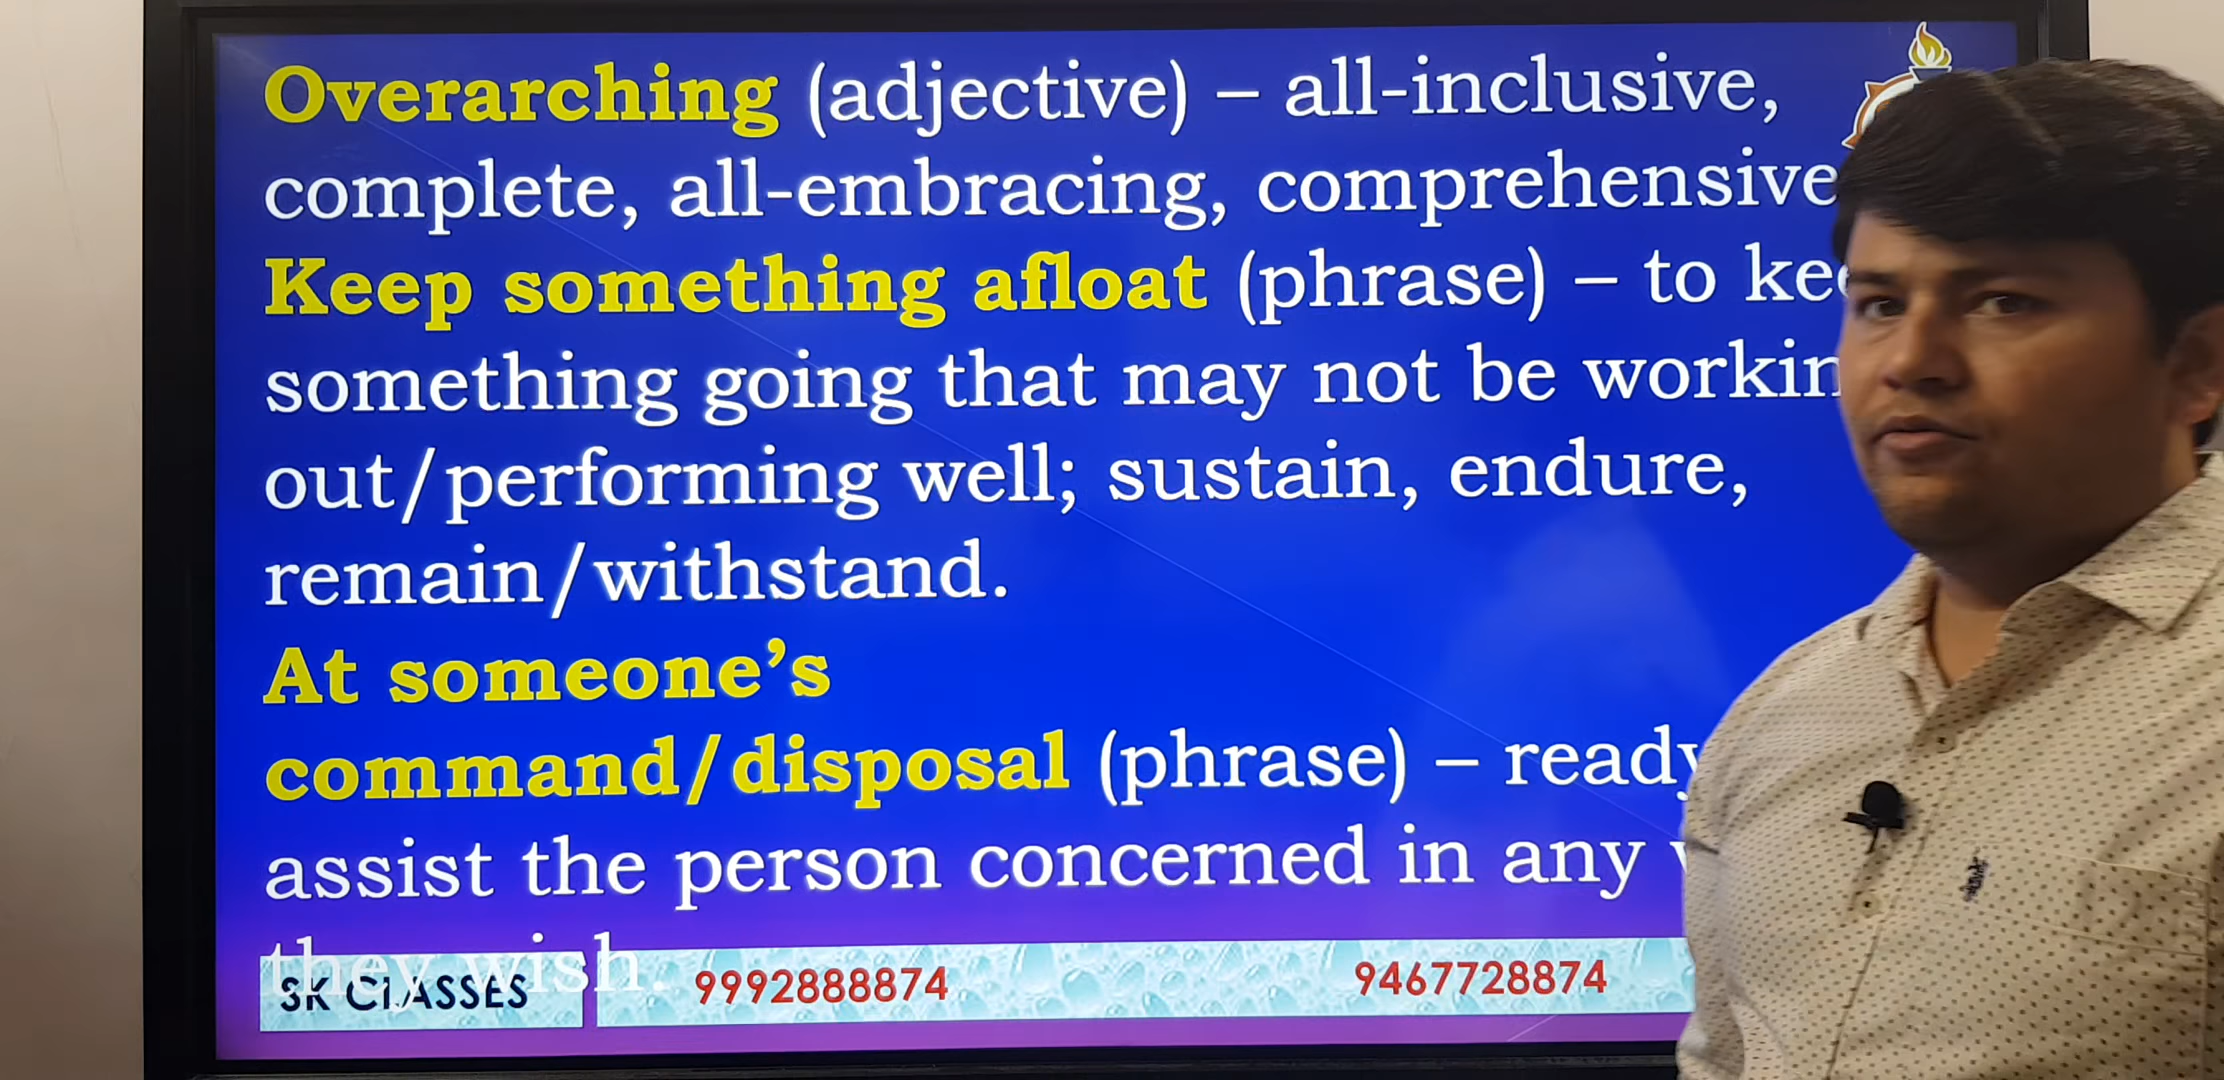 Overarching (adjective) – all-inclusive,
complete, all-embracing, comprehensive
Keep something afloat (phrase) – to
something going that may not be
out/performing well; sustain, endure,
remain/withstand.
At someone’s
command/disposal (phrase) – ready
assist the person concerned in any
they wish.
SK CLASSES 9992888874 9467728874